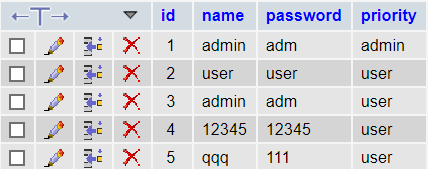 id name password priority
1 admin adm admin
2 user user user
3 admin adm user
4 12345 12345 user
5 qqq 111 user